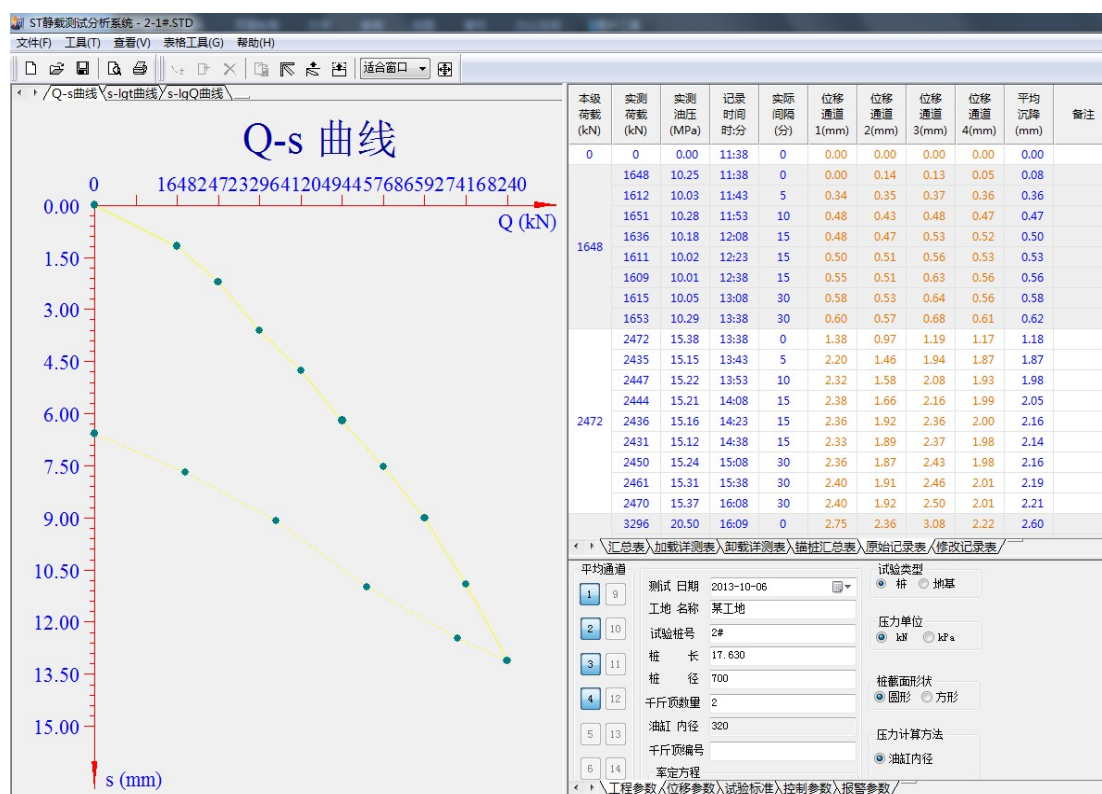 ST静载测试分析系统 - 2-1#.STD
文件(F) 工具(T) 查看(V) 表格工具(G) 帮助(H)
适合窗口
Q-s曲线 s-lgt曲线 s-lgQ曲线
Q-s 曲线
0 164824723296412049445768659274168240
Q (kN)
0.00
1.50
3.00
4.50
6.00
7.50
9.00
10.50
12.00
13.50
15.00
s (mm)
本级荷载(kN) 实测荷载(kN) 实测油压(MPa) 记录时间时:分 实际间隔(分) 位移通道1(mm) 位移通道2(mm) 位移通道3(mm) 位移通道4(mm) 平均沉降(mm) 备注
0 0 0.00 11:38 0 0.00 0.00 0.00 0.00 0.00
1648 10.25 11:38 0 0.00 0.14 0.13 0.05 0.08
1612 10.03 11:43 5 0.34 0.35 0.37 0.36 0.36
1651 10.28 11:53 10 0.48 0.43 0.48 0.47 0.47
1636 10.18 12:08 15 0.48 0.47 0.53 0.52 0.50
1648
1611 10.02 12:23 15 0.50 0.51 0.56 0.53 0.53
1609 10.01 12:38 15 0.55 0.51 0.63 0.56 0.56
1615 10.05 13:08 30 0.58 0.53 0.64 0.56 0.58
1653 10.29 13:38 30 0.60 0.57 0.68 0.61 0.62
2472 15.38 13:38 0 1.38 0.97 1.19 1.17 1.18
2435 15.15 13:43 5 2.20 1.46 1.94 1.87 1.87
2447 15.22 13:53 10 2.32 1.58 2.08 1.93 1.98
2444 15.21 14:08 15 2.38 1.66 2.16 1.99 2.05
2472 2436 15.16 14:23 15 2.36 1.92 2.36 2.00 2.16
2431 15.12 14:38 15 2.33 1.89 2.37 1.98 2.14
2450 15.24 15:08 30 2.36 1.87 2.43 1.98 2.16
2461 15.31 15:38 30 2.40 1.91 2.46 2.01 2.19
2470 15.37 16:08 30 2.40 1.92 2.50 2.01 2.21
3296 20.50 16:09 0 2.75 2.36 3.08 2.22 2.60
汇总表 加载详测表 卸载详测表 锚桩汇总表 原始记录表 修改记录表
平均通道
1 9
2 10
3 11
4 12
5 13
6 14
测试 日期 2013-10-06
工地 名称 某工地
试验桩号 2#
桩 长 17.630
桩 径 700
千斤顶数量 2
油缸 内径 320
千斤顶编号
率定方程
试验类型
桩 地基
压力单位
kN kPa
桩截面形状
圆形 方形
压力计算方法
油缸内径
工程参数 位移参数 试验标准 控制参数 报警参数